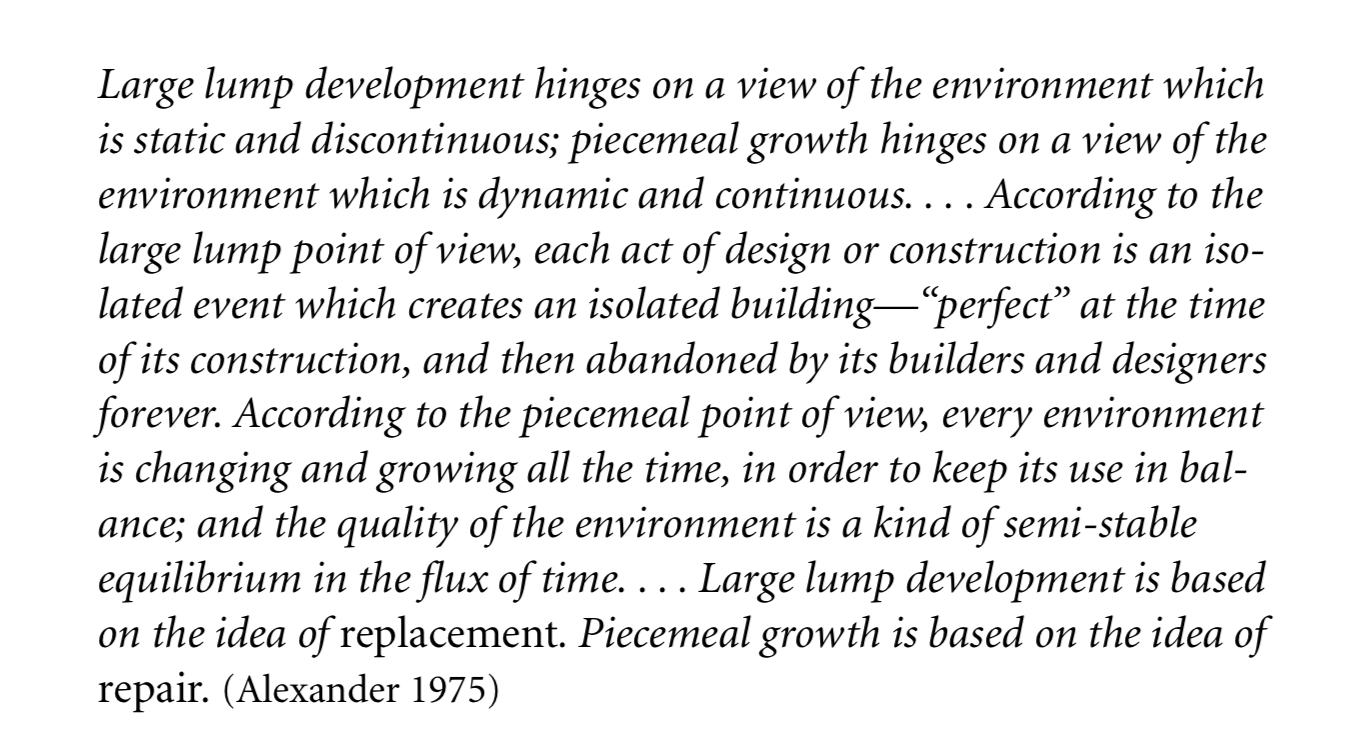 Large lump development hinges on a view of the environment which
is static and discontinuous; piecemeal growth hinges on a view of the
environment which is dynamic and continuous. . . . According to the
large lump point of view, each act of design or construction is an iso-
lated event which creates an isolated building—“perfect” at the time
of its construction, and then abandoned by its builders and designers
forever. According to the piecemeal point of view, every environment
is changing and growing all the time, in order to keep its use in bal-
ance; and the quality of the environment is a kind of semi-stable
equilibrium in the flux of time. . . . Large lump development is based
on the idea of replacement. Piecemeal growth is based on the idea of
repair. (Alexander 1975)